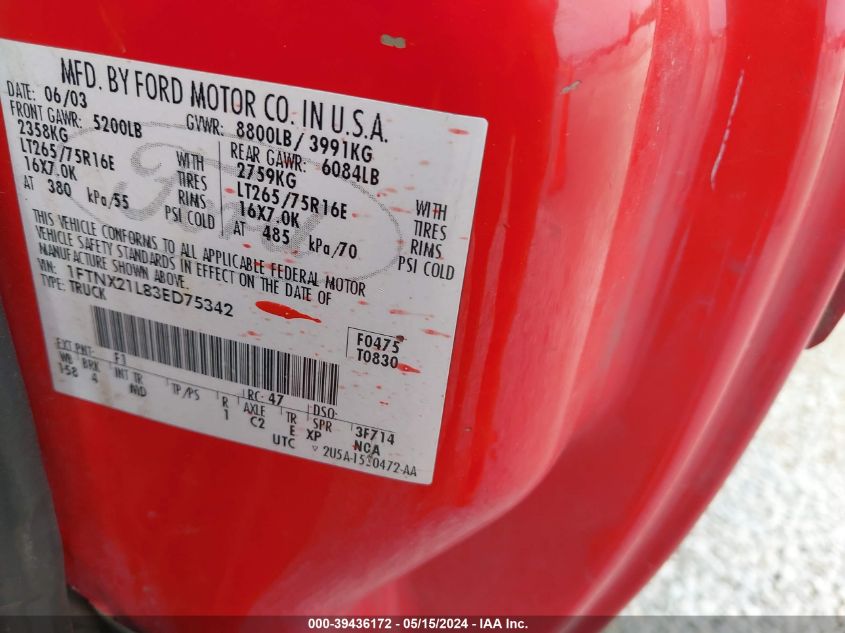 MFD. BY FORD MOTOR CO. IN U.S.A.
DATE: 06/03 GVWR: 8800LB/ 3991KG
FRONT GAWR: 5200LB REAR GAWR: 6084LB
2358KG WITH 2759KG WITH
LT265/75R16E TIRES LT265/75R16E TIRES
16X7.0K RIMS 16X7.0K RIMS
AT 380 kPa/55 PSI COLD AT 485 kPa/70 PSI COLD
THIS VEHICLE CONFORMS TO ALL APPLICABLE FEDERAL MOTOR
VEHICLE SAFETY STANDARDS IN EFFECT ON THE DATE OF
MANUFACTURE SHOWN ABOVE.
VIN: 1FTNX21L83ED75342
TYPE: TRUCK
Ford
F0475
T0830
EXT PNT: F3 RC: 47 DSO:
WB BRK INT TR TP/PS R AXLE TR SPR 3F714
158 4 MD 1 C2 E XP NCA
UTC
000-39436172 - 05/15/2024 - IAA Inc.